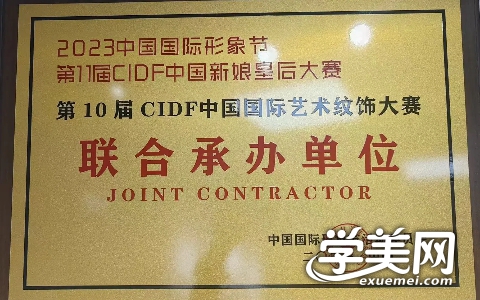 2023中国国际形象节
第11届CIDF中国新娘皇后大赛
第10届CIDF中国国际艺术纹饰大赛
联合承办单位
JOINT CONTRACTOR
中国国际
二
学美网
exuemei.com